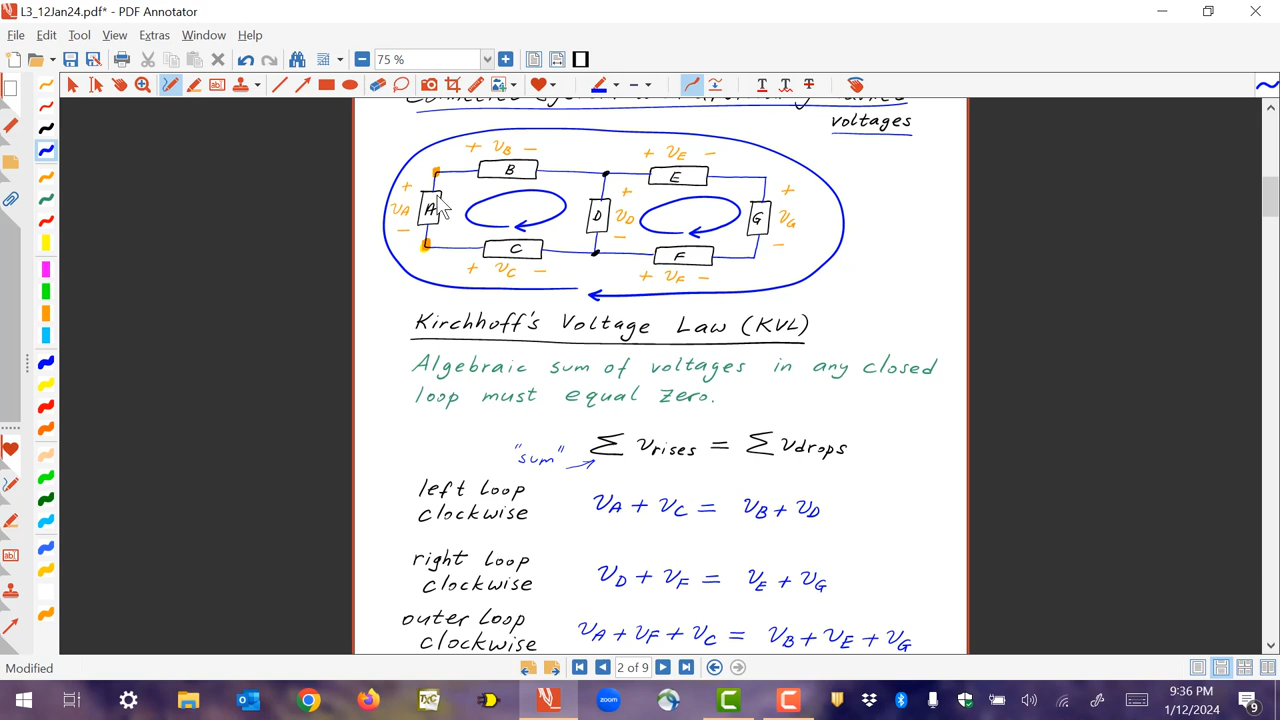 L3_12Jan24.pdf* - PDF Annotator
File Edit Tool View Extras Window Help
75 %
voltages
+ VB − + VE −
B E
+ A VA − + D VD − + G VG −
C F
+ VC − + VF −
Kirchhoff's Voltage Law (KVL)
Algebraic sum of voltages in any closed
loop must equal zero.
"sum" ∑ vrises = ∑ vdrops
left loop
clockwise vA + vC = vB + vD
right loop
clockwise vD + vF = vE + vG
outer loop
clockwise vA + vF + vC = vB + vE + vG
Modified 2 of 9
9:36 PM
1/12/2024